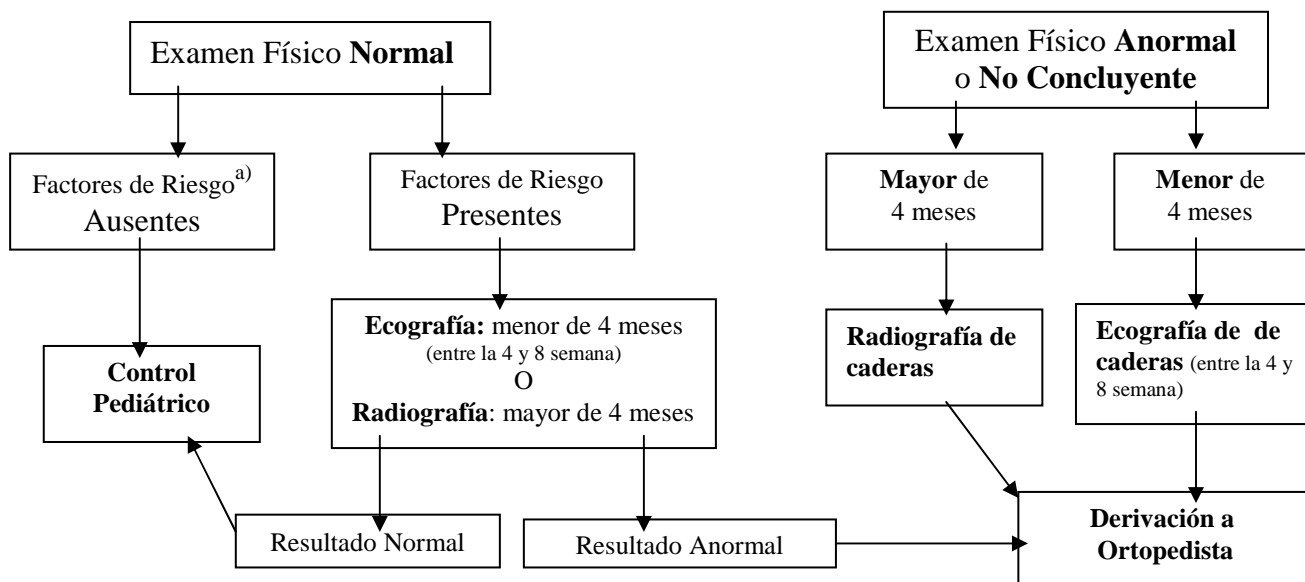 Examen Físico Normal
Examen Físico Anormal
o No Concluyente
Factores de Riesgo a)
Ausentes
Factores de Riesgo
Presentes
Mayor de
4 meses
Menor de
4 meses
Control
Pediátrico
Ecografía: menor de 4 meses
(entre la 4 y 8 semana)
O
Radiografía: mayor de 4 meses
Radiografía de
caderas
Ecografía de de
caderas (entre la 4 y
8 semana)
Resultado Normal
Resultado Anormal
Derivación a
Ortopedista